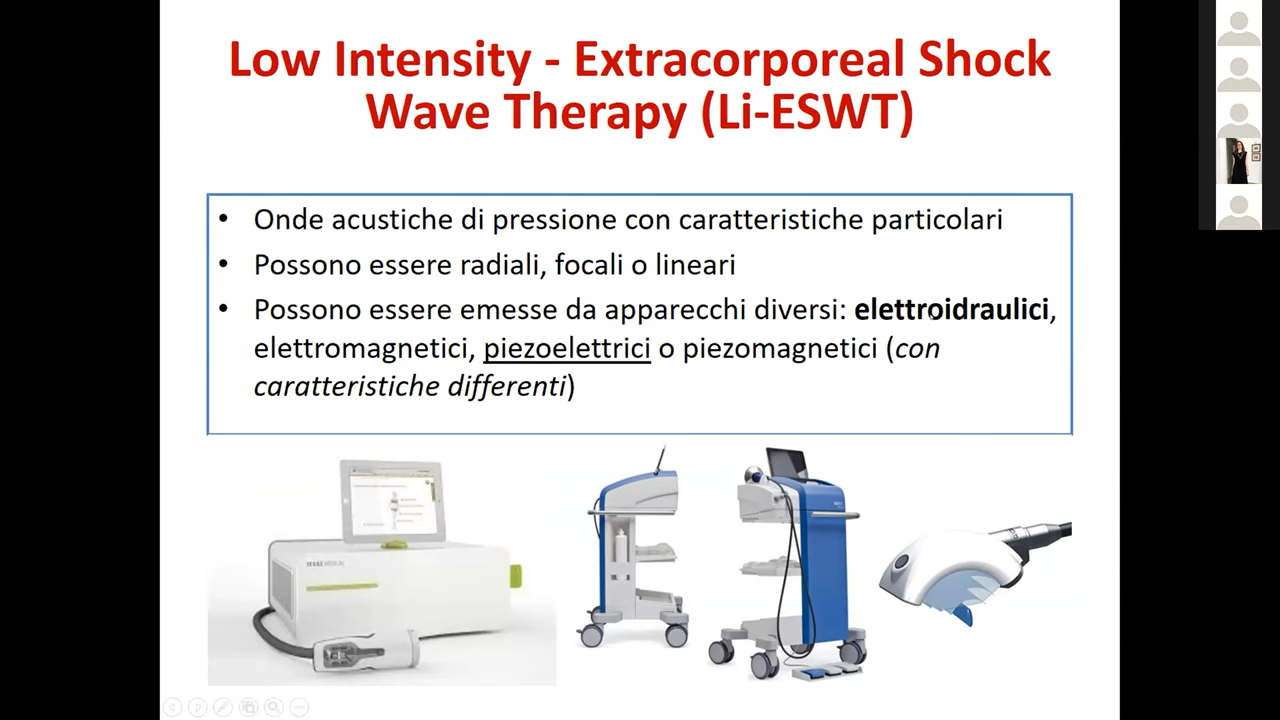 Low Intensity - Extracorporeal Shock
Wave Therapy (Li-ESWT)
• Onde acustiche di pressione con caratteristiche particolari
• Possono essere radiali, focali o lineari
• Possono essere emesse da apparecchi diversi: elettroidraulici,
elettromagnetici, piezoelettrici o piezomagnetici (con
caratteristiche differenti)